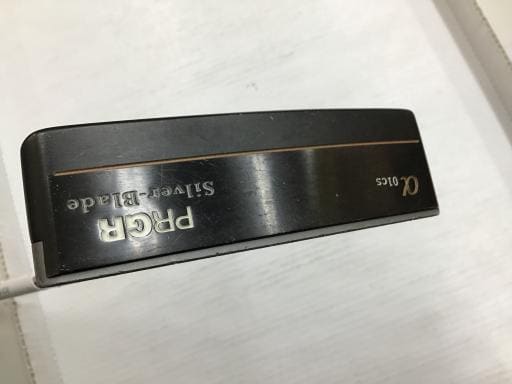 PRGR
Silver-Blade
α 01cs